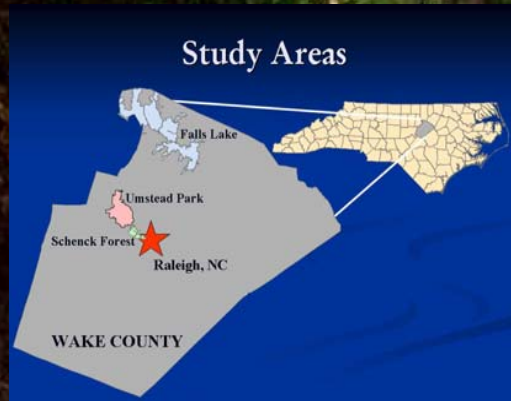 Study Areas
Falls Lake
Umstead Park
Schenck Forest
Raleigh, NC
WAKE COUNTY